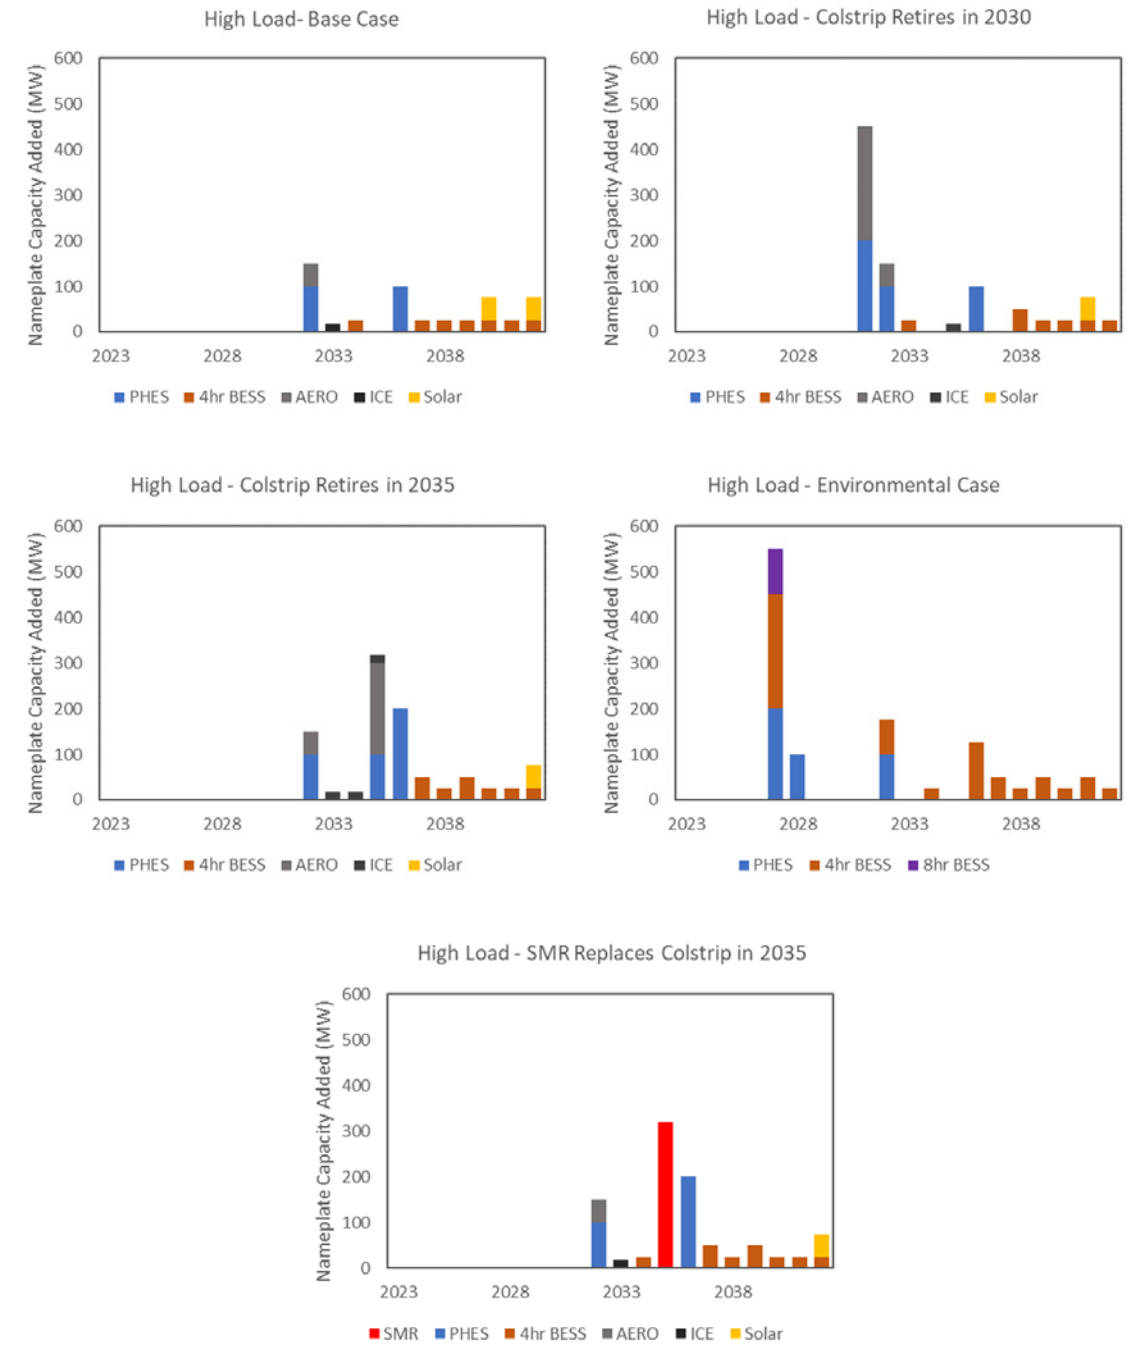 High Load- Base Case
Nameplate Capacity Added (MW)
600
500
400
300
200
100
0
2023 2028 2033 2038
PHES 4hr BESS AERO ICE Solar
High Load - Colstrip Retires in 2030
Nameplate Capacity Added (MW)
600
500
400
300
200
100
0
2023 2028 2033 2038
PHES 4hr BESS AERO ICE Solar
High Load - Colstrip Retires in 2035
Nameplate Capacity Added (MW)
600
500
400
300
200
100
0
2023 2028 2033 2038
PHES 4hr BESS AERO ICE Solar
High Load - Environmental Case
Nameplate Capacity Added (MW)
600
500
400
300
200
100
0
2023 2028 2033 2038
PHES 4hr BESS 8hr BESS
High Load - SMR Replaces Colstrip in 2035
Nameplate Capacity Added (MW)
600
500
400
300
200
100
0
2023 2028 2033 2038
SMR PHES 4hr BESS AERO ICE Solar